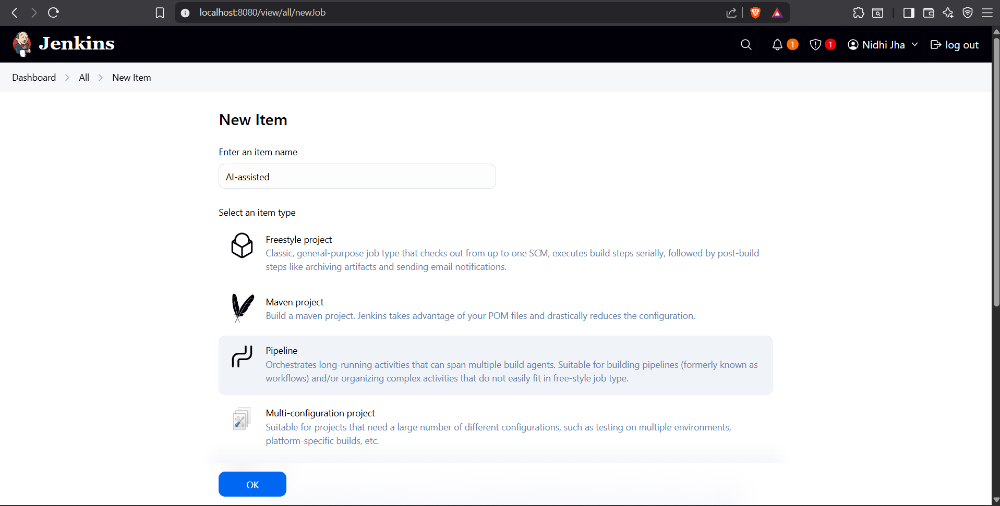 localhost:8080/view/all/newJob
Jenkins
1
1
Nidhi Jha
log out
Dashboard
All
New Item
New Item
Enter an item name
AI-assisted
Select an item type
Freestyle project
Classic, general-purpose job type that checks out from up to one SCM, executes build steps serially, followed by post-build
steps like archiving artifacts and sending email notifications.
Maven project
Build a maven project. Jenkins takes advantage of your POM files and drastically reduces the configuration.
Pipeline
Orchestrates long-running activities that can span multiple build agents. Suitable for building pipelines (formerly known as
workflows) and/or organizing complex activities that do not easily fit in free-style job type.
Multi-configuration project
Suitable for projects that need a large number of different configurations, such as testing on multiple environments,
platform-specific builds, etc.
OK